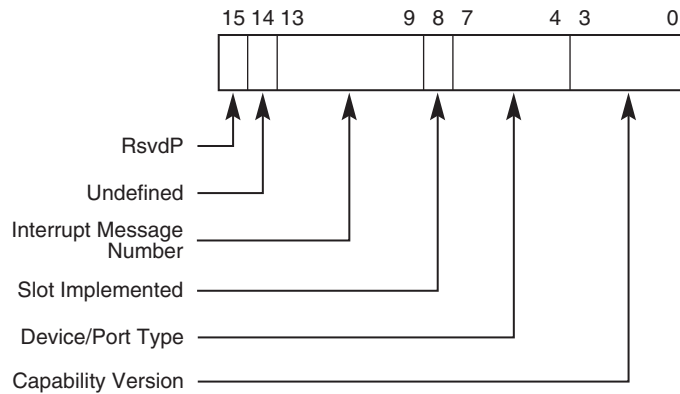 15 14 13 9 8 7 4 3 0
RsvdP
Undefined
Interrupt Message
Number
Slot Implemented
Device/Port Type
Capability Version